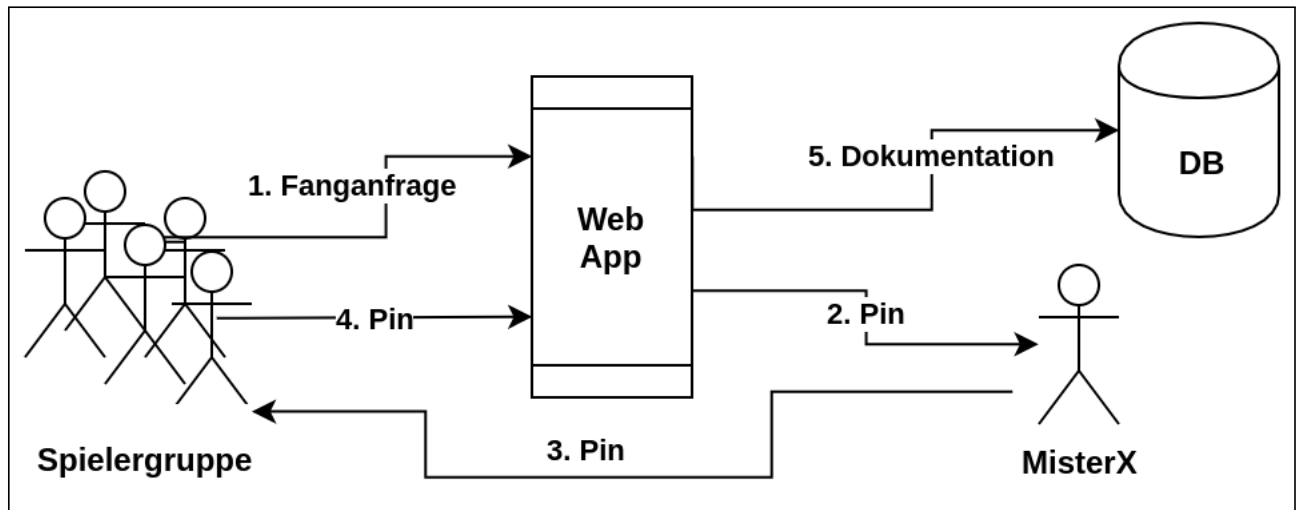 1. Fanganfrage
5. Dokumentation
DB
Web
App
4. Pin
2. Pin
3. Pin
Spielergruppe
MisterX